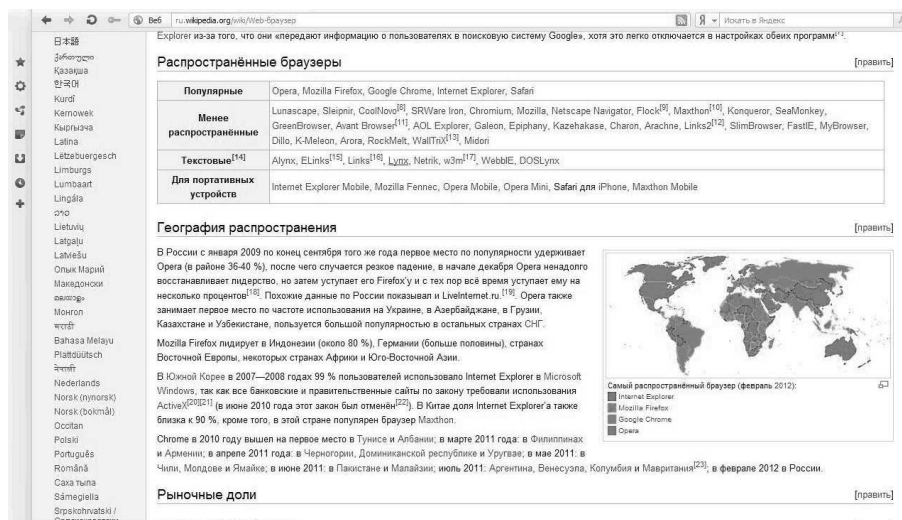 Веб ru.wikipedia.org/wiki/Web-браузер
Я Искать в Яндекс
日本語
ქართული
Қазақша
한국어
Kurdî
Kernowek
Кыргызча
Latina
Lëtzebuergesch
Limburgs
Lumbaart
Lingála
ລາວ
Lietuvių
Latgaļu
Latviešu
Олык Марий
Македонски
മലയാളം
Монгол
मराठी
Bahasa Melayu
Plattdüütsch
नेपाली
Nederlands
Norsk (nynorsk)
Norsk (bokmål)
Occitan
Polski
Português
Română
Саха тыла
Sámegiella
Srpskohrvatski /
Explorer из-за того, что они «передают информацию о пользователях в поисковую систему Google», хотя это легко отключается в настройках обеих программ
Распространённые браузеры [править]
Популярные Opera, Mozilla Firefox, Google Chrome, Internet Explorer, Safari
Менее распространённые
Lunascape, Sleipnir, CoolNovo[8], SRWare Iron, Chromium, Mozilla, Netscape Navigator, Flock[9], Maxthon[10], Konqueror, SeaMonkey,
GreenBrowser, Avant Browser[11], AOL Explorer, Galeon, Epiphany, Kazehakase, Charon, Arachne, Links2[12], SlimBrowser, FastIE, MyBrowser,
Dillo, K-Meleon, Arora, RockMelt, WallTriX[13], Midori
Текстовые[14] Alynx, ELinks[15], Links[16], Lynx, Netrik, w3m[17], WebbIE, DOSLynx
Для портативных устройств
Internet Explorer Mobile, Mozilla Fennec, Opera Mobile, Opera Mini, Safari для iPhone, Maxthon Mobile
География распространения [править]
В России с января 2009 по конец сентября того же года первое место по популярности удерживает
Opera (в районе 36-40 %), после чего случается резкое падение, в начале декабря Opera ненадолго
восстанавливает лидерство, но затем уступает его Firefox'у и с тех пор всё время уступает ему на
несколько процентов[18]. Похожие данные по России показывал и LiveInternet.ru.[19]. Opera также
занимает первое место по частоте использования на Украине, в Азербайджане, в Грузии,
Казахстане и Узбекистане, пользуется большой популярностью в остальных странах СНГ.
Mozilla Firefox лидирует в Индонезии (около 80 %), Германии (больше половины), странах
Восточной Европы, некоторых странах Африки и Юго-Восточной Азии.
В Южной Корее в 2007—2008 годах 99 % пользователей использовало Internet Explorer в Microsoft
Windows, так как все банковские и правительственные сайты по закону требовали использования
ActiveX[20][21] (в июне 2010 года этот закон был отменён[22]). В Китае доля Internet Explorer'а также
близка к 90 %, кроме того, в этой стране популярен браузер Maxthon.
Chrome в 2010 году вышел на первое место в Тунисе и Албании; в марте 2011 года: в Филиппинах
и Армении; в апреле 2011 года: в Черногории, Доминиканской республике и Уругвае; в мае 2011: в
Чили, Молдове и Ямайке; в июне 2011: в Пакистане и Малайзии; июль 2011: Аргентина, Венесуэла, Колумбия и Мавритания[23]; в феврале 2012 в России.
Самый распространённый браузер (февраль 2012):
Internet Explorer
Mozilla Firefox
Google Chrome
Opera
Рыночные доли [править]